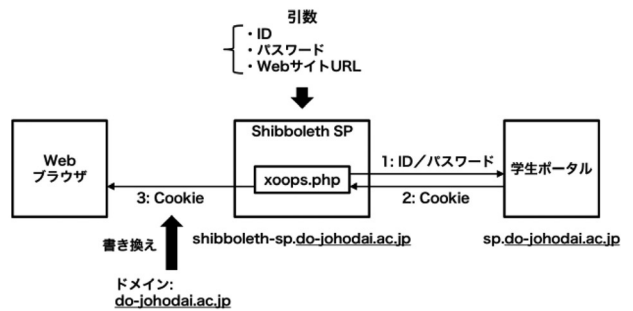 引数
・ID
・パスワード
・WebサイトURL
Shibboleth SP
Web
ブラウザ
xoops.php
1: ID／パスワード
学生ポータル
3: Cookie
2: Cookie
書き換え
shibboleth-sp.do-johodai.ac.jp
sp.do-johodai.ac.jp
ドメイン:
do-johodai.ac.jp